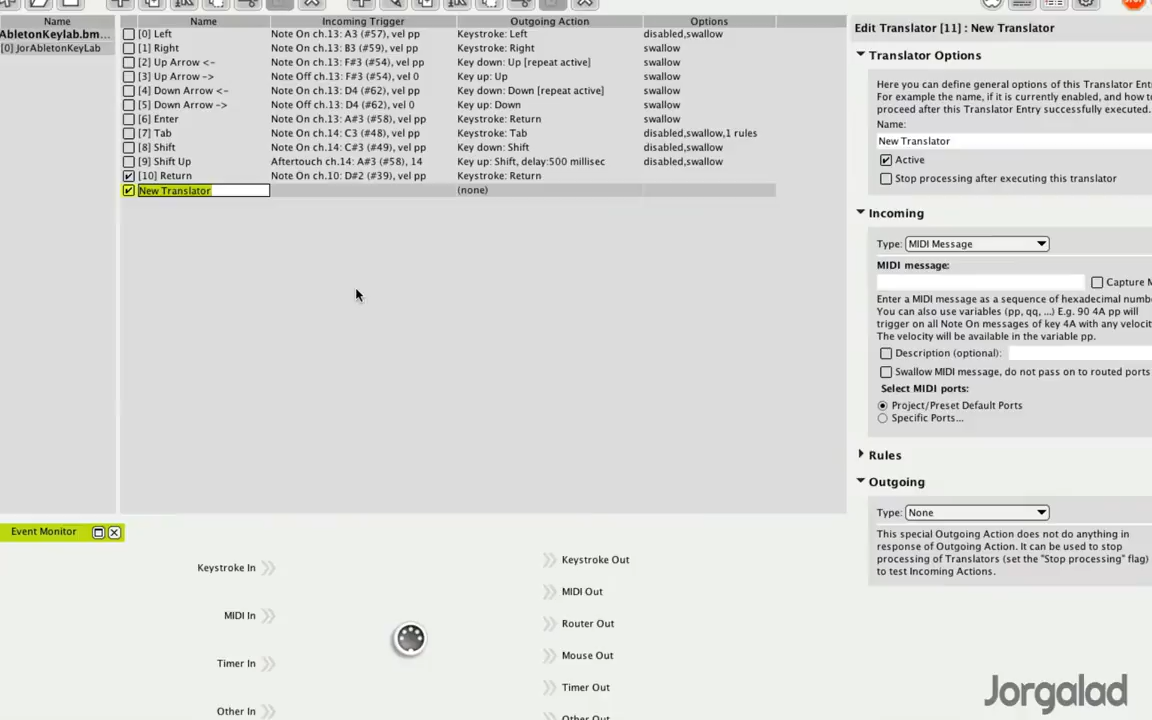 Name
AbletonKeylab.bm...
[0] JorAbletonKeyLab
Name Incoming Trigger Outgoing Action Options
[0] Left Note On ch.13: A3 (#57), vel pp Keystroke: Left disabled,swallow
[1] Right Note On ch.13: B3 (#59), vel pp Keystroke: Right swallow
[2] Up Arrow <- Note On ch.13: F#3 (#54), vel pp Key down: Up [repeat active] swallow
[3] Up Arrow -> Note Off ch.13: F#3 (#54), vel 0 Key up: Up swallow
[4] Down Arrow <- Note On ch.13: D4 (#62), vel pp Key down: Down [repeat active] swallow
[5] Down Arrow -> Note Off ch.13: D4 (#62), vel 0 Key up: Down swallow
[6] Enter Note On ch.13: A#3 (#58), vel pp Keystroke: Return swallow
[7] Tab Note On ch.14: C3 (#48), vel pp Keystroke: Tab disabled,swallow,1 rules
[8] Shift Note On ch.14: C#3 (#49), vel pp Key down: Shift disabled,swallow
[9] Shift Up Aftertouch ch.14: A#3 (#58), 14 Key up: Shift, delay:500 millisec disabled,swallow
[10] Return Note On ch.10: D#2 (#39), vel pp Keystroke: Return
New Translator (none)
Edit Translator [11] : New Translator
Translator Options
Here you can define general options of this Translator Ent
For example the name, if it is currently enabled, and how to
proceed after this Translator Entry successfully executed.
Name:
New Translator
Active
Stop processing after executing this translator
Incoming
Type: MIDI Message
MIDI message:
Capture M
Enter a MIDI message as a sequence of hexadecimal numbe
You can also use variables (pp, qq, ...) E.g. 90 4A pp will
trigger on all Note On messages of key 4A with any velocit
The velocity will be available in the variable pp.
Description (optional):
Swallow MIDI message, do not pass on to routed ports
Select MIDI ports:
Project/Preset Default Ports
Specific Ports...
Rules
Outgoing
Type: None
This special Outgoing Action does not do anything in
response of Outgoing Action. It can be used to stop
processing of Translators (set the "Stop processing" flag)
to test Incoming Actions.
Event Monitor
Keystroke In
MIDI In
Timer In
Other In
Keystroke Out
MIDI Out
Router Out
Mouse Out
Timer Out
Other Out
Jorgalad